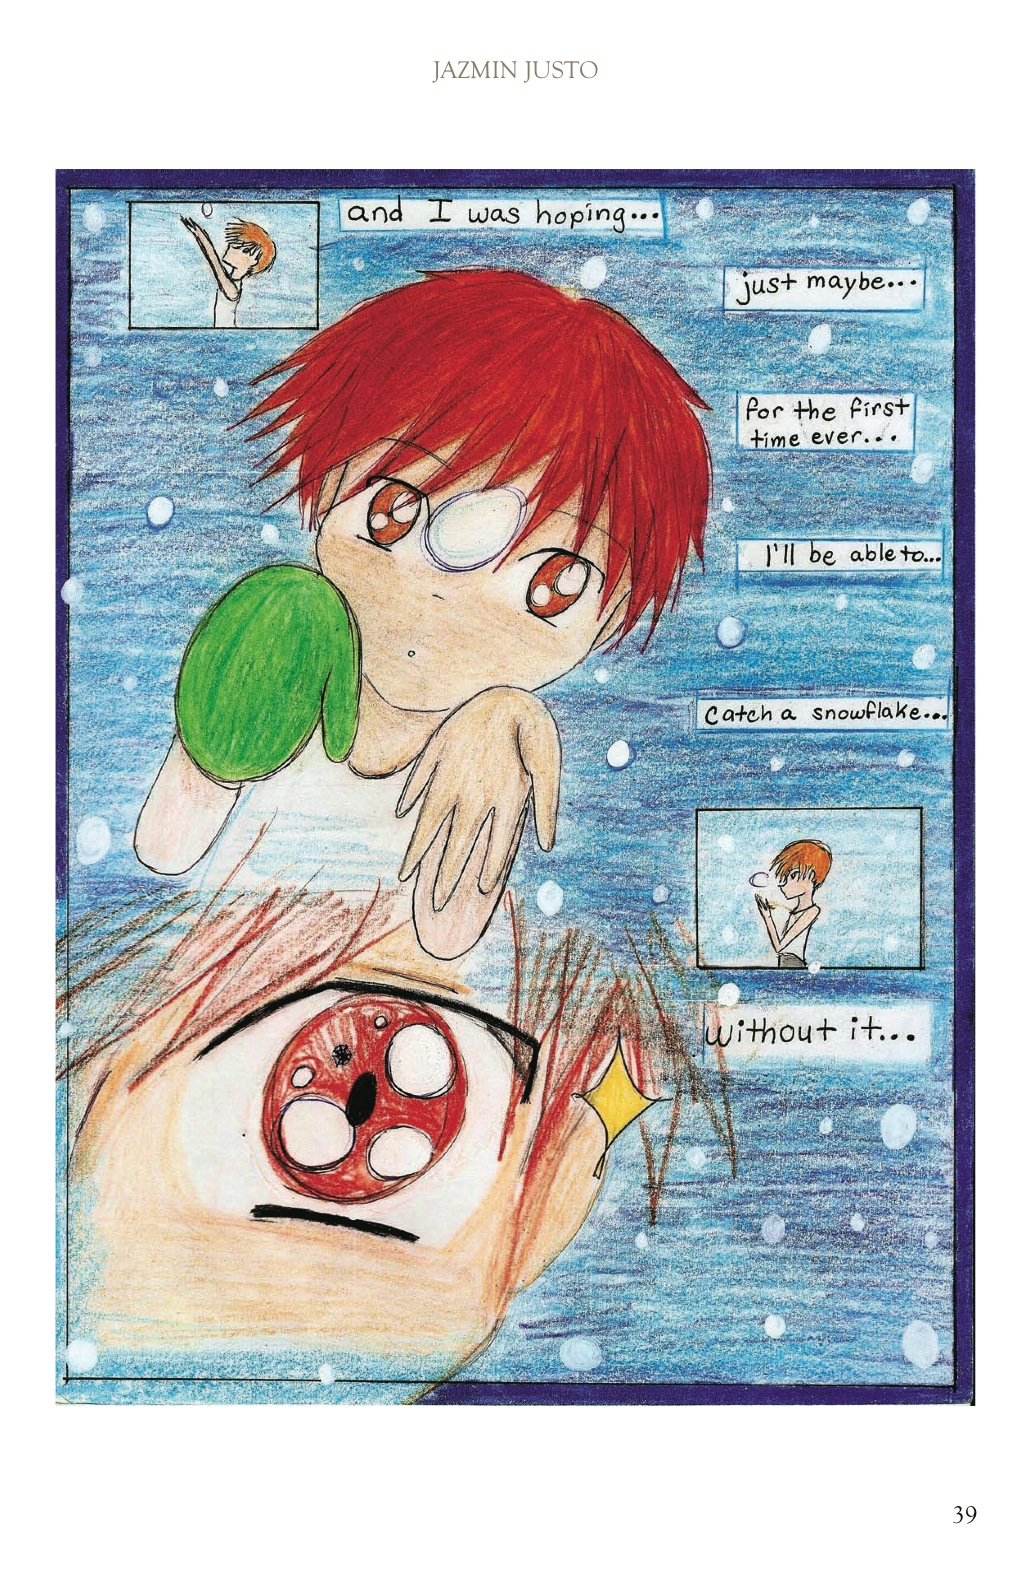 JAZMIN JUSTO
and I was hoping...
just maybe...
for the first
time ever...
I'll be able to...
Catch a snowflake...
without it...
39